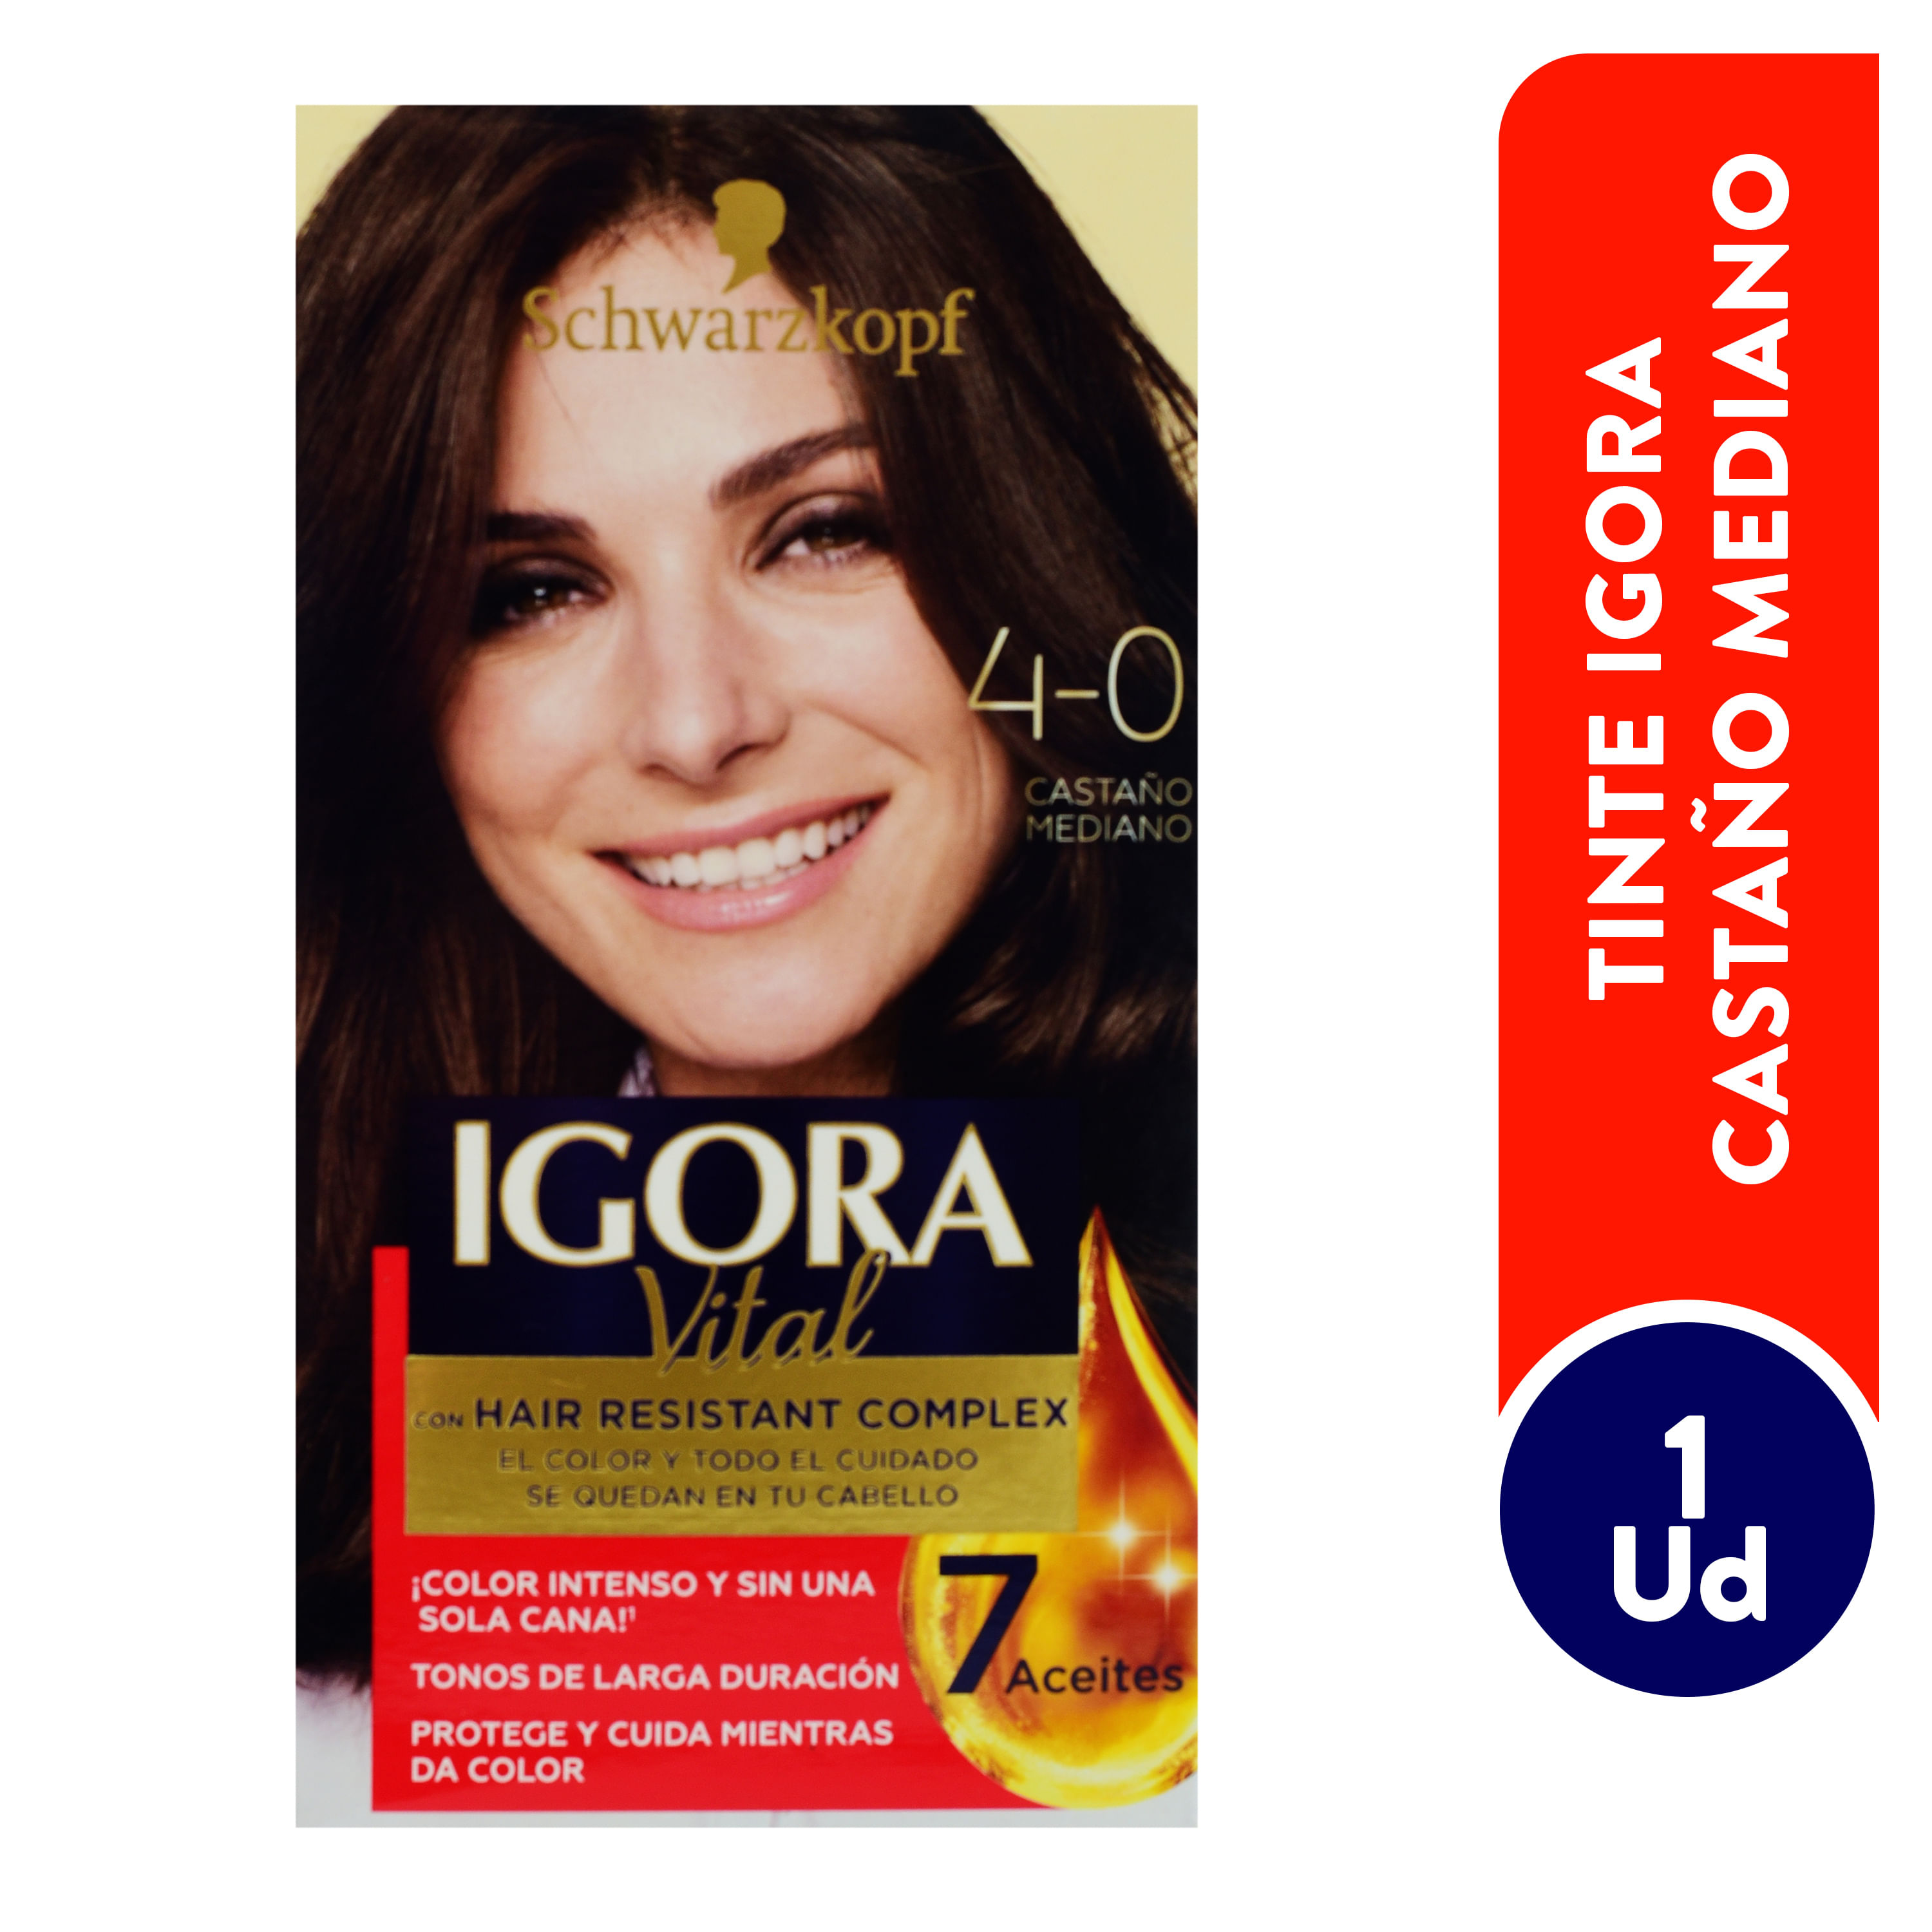 Schwarzkopf
4-0
CASTAÑO
MEDIANO
IGORA
Vital
CON HAIR RESISTANT COMPLEX
EL COLOR Y TODO EL CUIDADO
SE QUEDAN EN TU CABELLO
¡COLOR INTENSO Y SIN UNA
SOLA CANA!¹
TONOS DE LARGA DURACIÓN
PROTEGE Y CUIDA MIENTRAS
DA COLOR
7 Aceites
TINTE IGORA
CASTAÑO MEDIANO
1
Ud